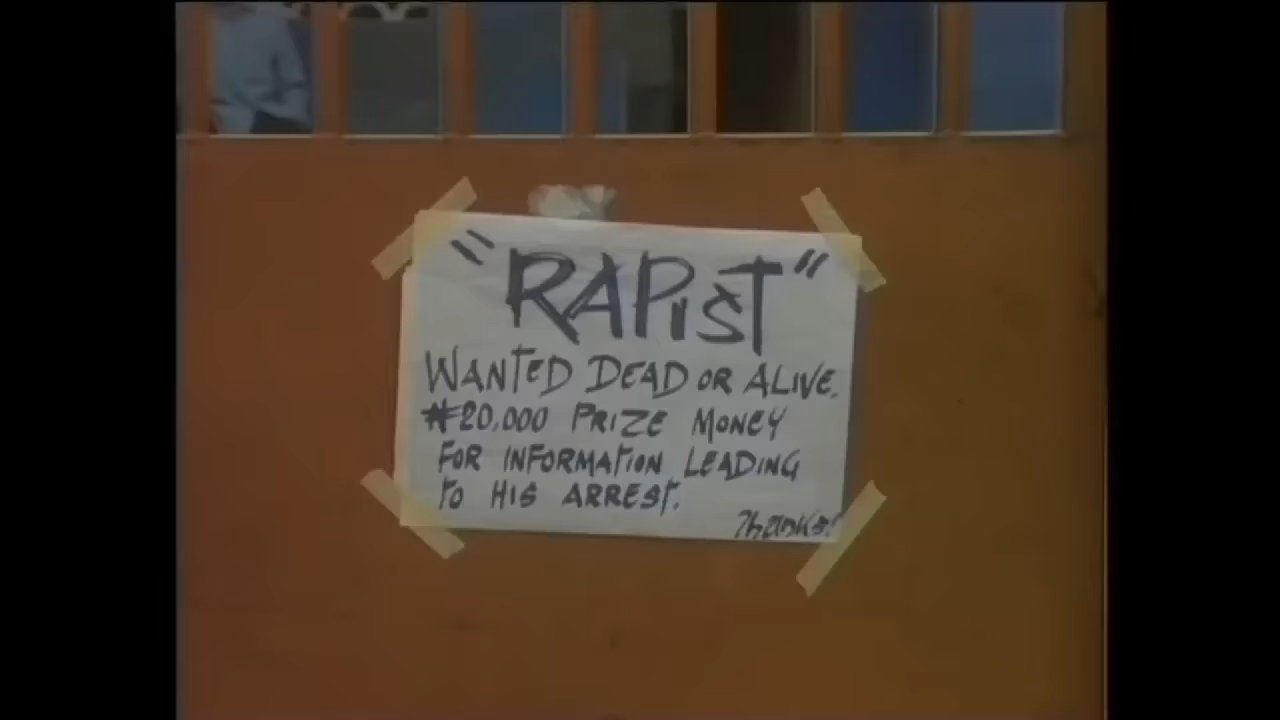 "RAPIST"
WANTED DEAD OR ALIVE.
₦20,000 PRIZE MONEY
FOR INFORMATION LEADING
TO HIS ARREST.
Thanks!